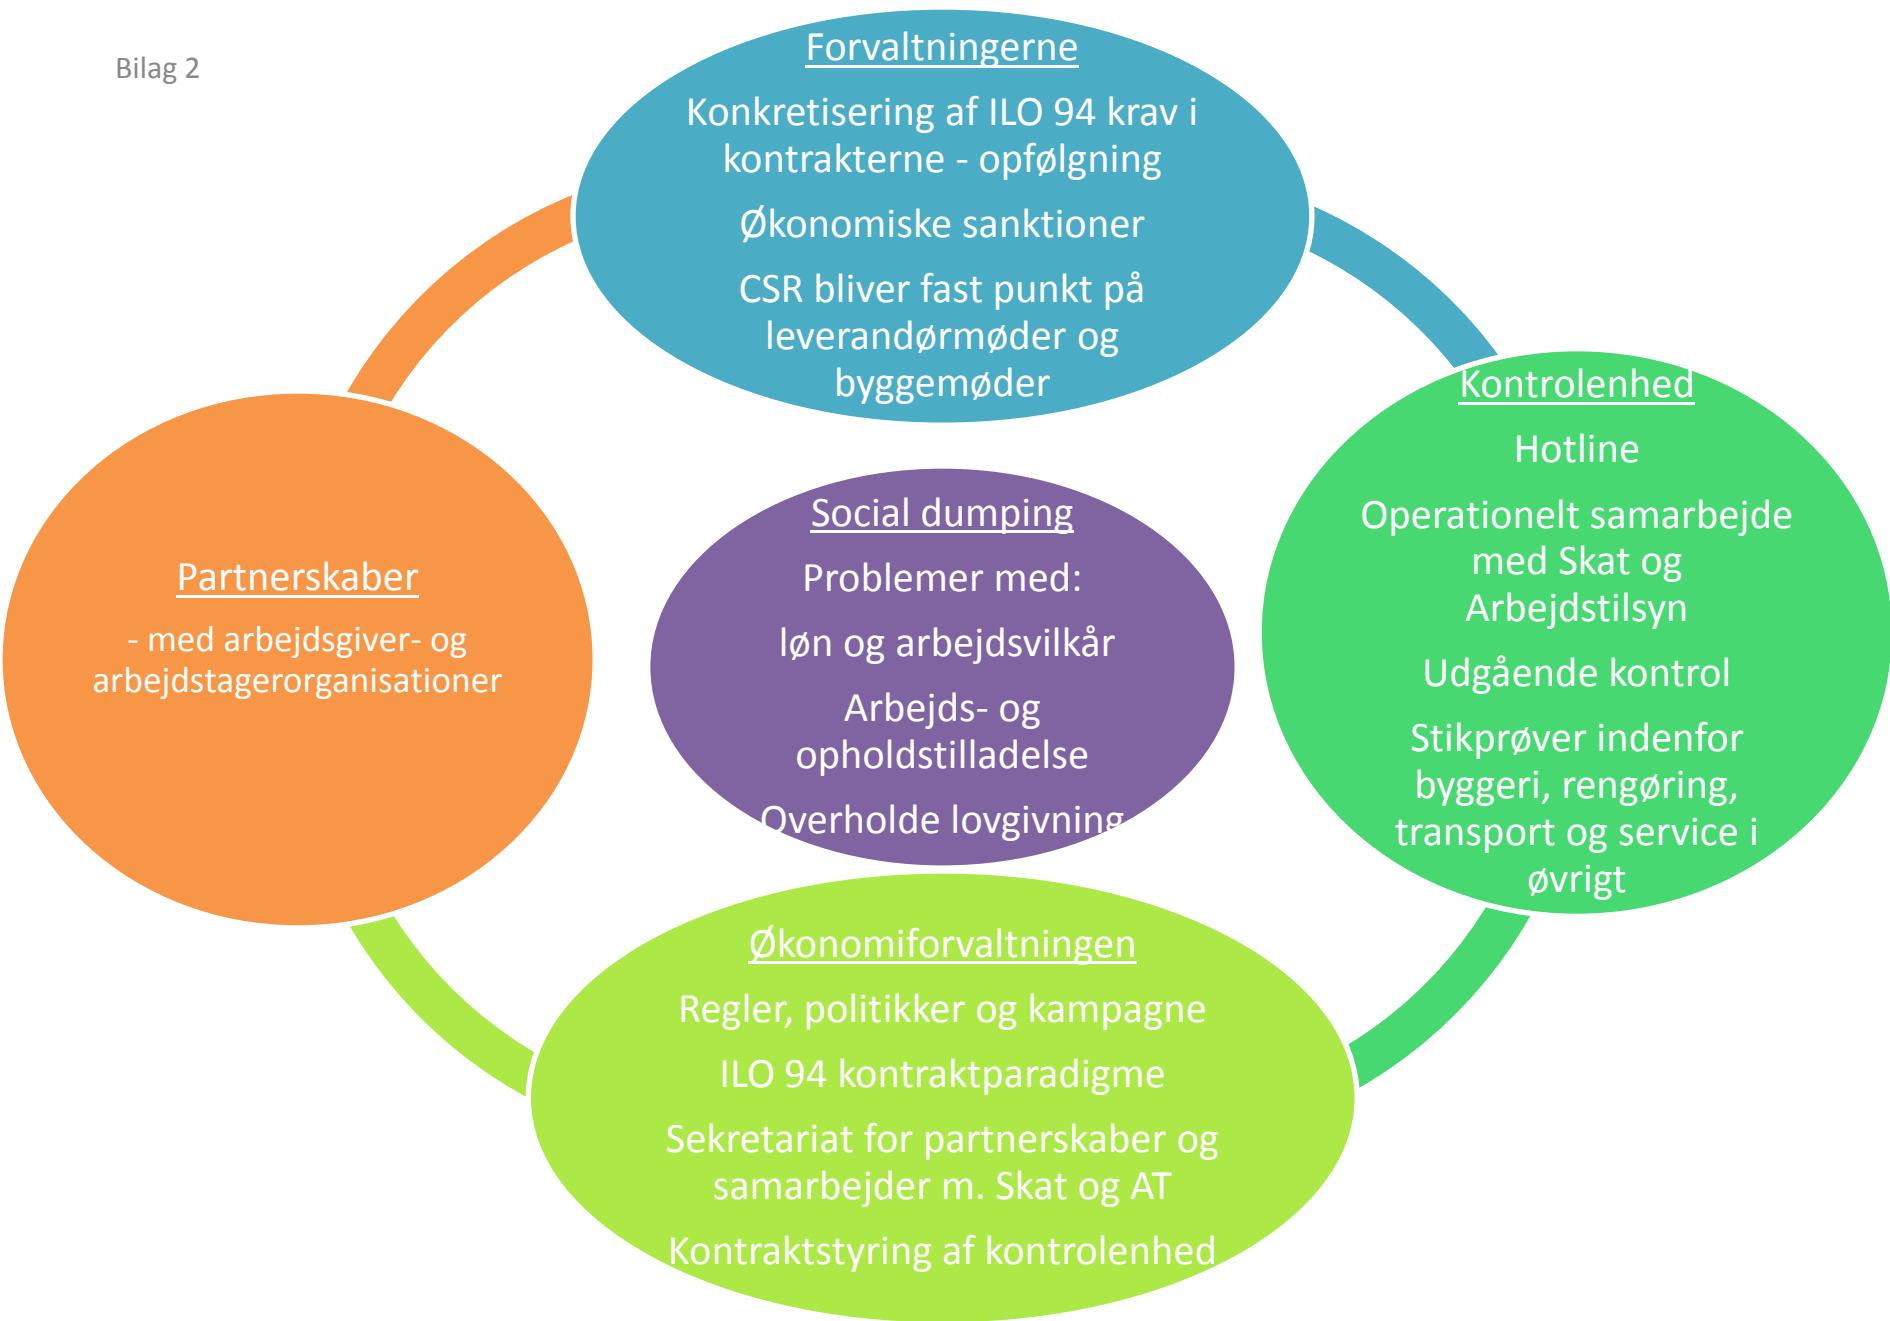 Bilag 2
Forvaltningerne
Konkretisering af ILO 94 krav i
kontrakterne - opfølgning
Økonomiske sanktioner
CSR bliver fast punkt på
leverandørmøder og
byggemøder
Kontrolenhed
Hotline
Operationelt samarbejde
med Skat og
Arbejdstilsyn
Udgående kontrol
Stikprøver indenfor
byggeri, rengøring,
transport og service i
øvrigt
Social dumping
Problemer med:
løn og arbejdsvilkår
Arbejds- og
opholdstilladelse
Overholde lovgivning
Partnerskaber
- med arbejdsgiver- og
arbejdstagerorganisationer
Økonomiforvaltningen
Regler, politikker og kampagne
ILO 94 kontraktparadigme
Sekretariat for partnerskaber og
samarbejder m. Skat og AT
Kontraktstyring af kontrolenhed